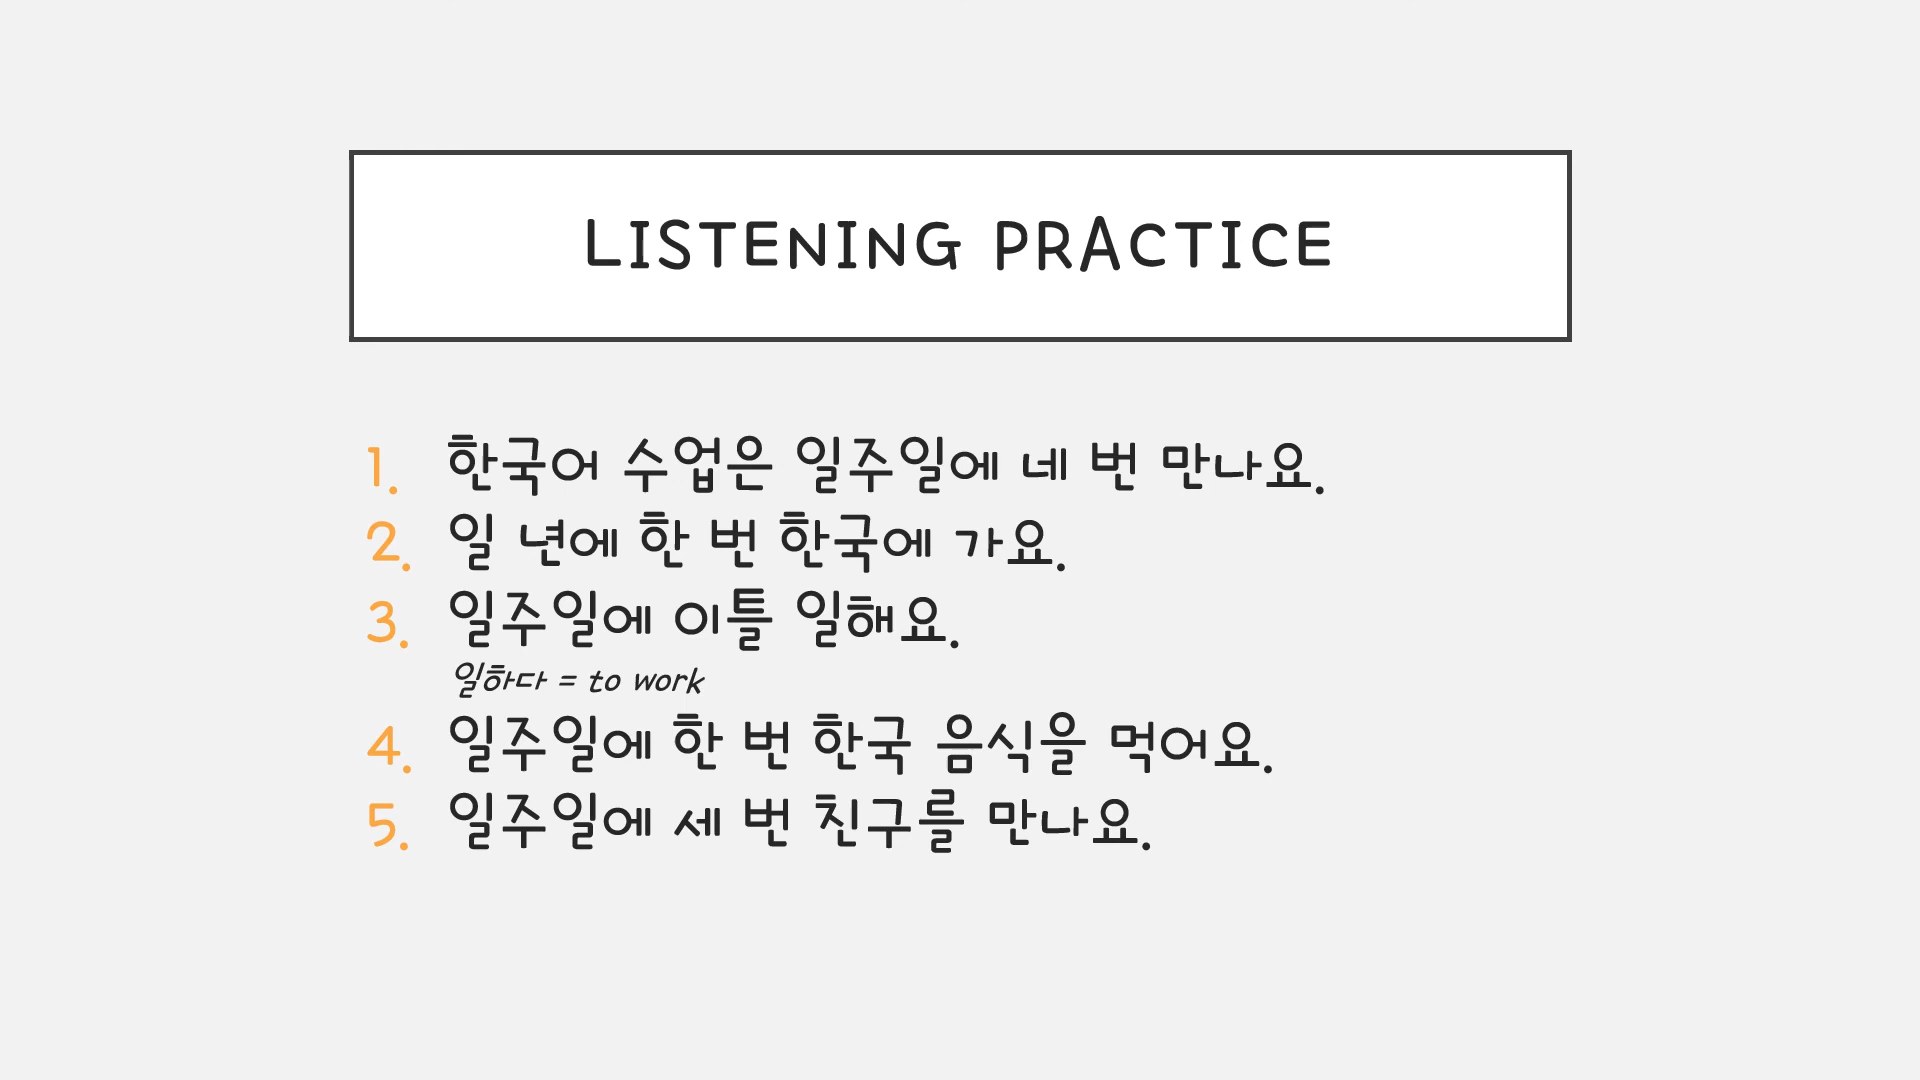 LISTENING PRACTICE
1. 한국어 수업은 일주일에 네 번 만나요.
2. 일 년에 한 번 한국에 가요.
3. 일주일에 이틀 일해요.
일하다 = to work
4. 일주일에 한 번 한국 음식을 먹어요.
5. 일주일에 세 번 친구를 만나요.